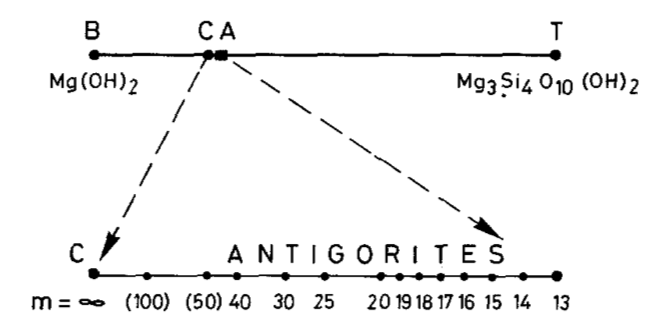 B C A T
Mg(OH)₂ Mg₃Si₄O₁₀(OH)₂
C ANTIGORITES
m = ∞ (100) (50) 40 30 25 20 19 18 17 16 15 14 13